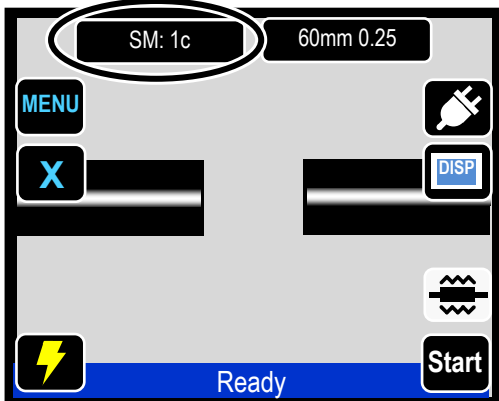 SM: 1c
60mm 0.25
MENU
X
DISP
Start
Ready